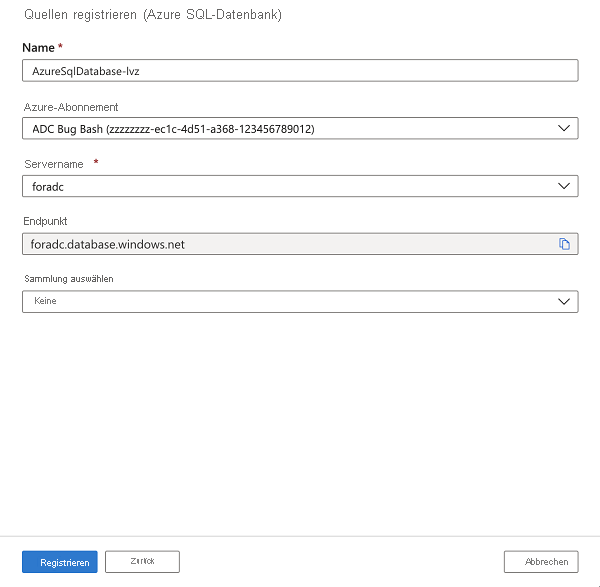 Quellen registrieren (Azure SQL-Datenbank)
Name *
AzureSqlDatabase-lvz
Azure-Abonnement
ADC Bug Bash (zzzzzzzz-ec1c-4d51-a368-123456789012)
Servername *
foradc
Endpunkt
foradc.database.windows.net
Sammlung auswählen
Keine
Registrieren
Zurück
Abbrechen